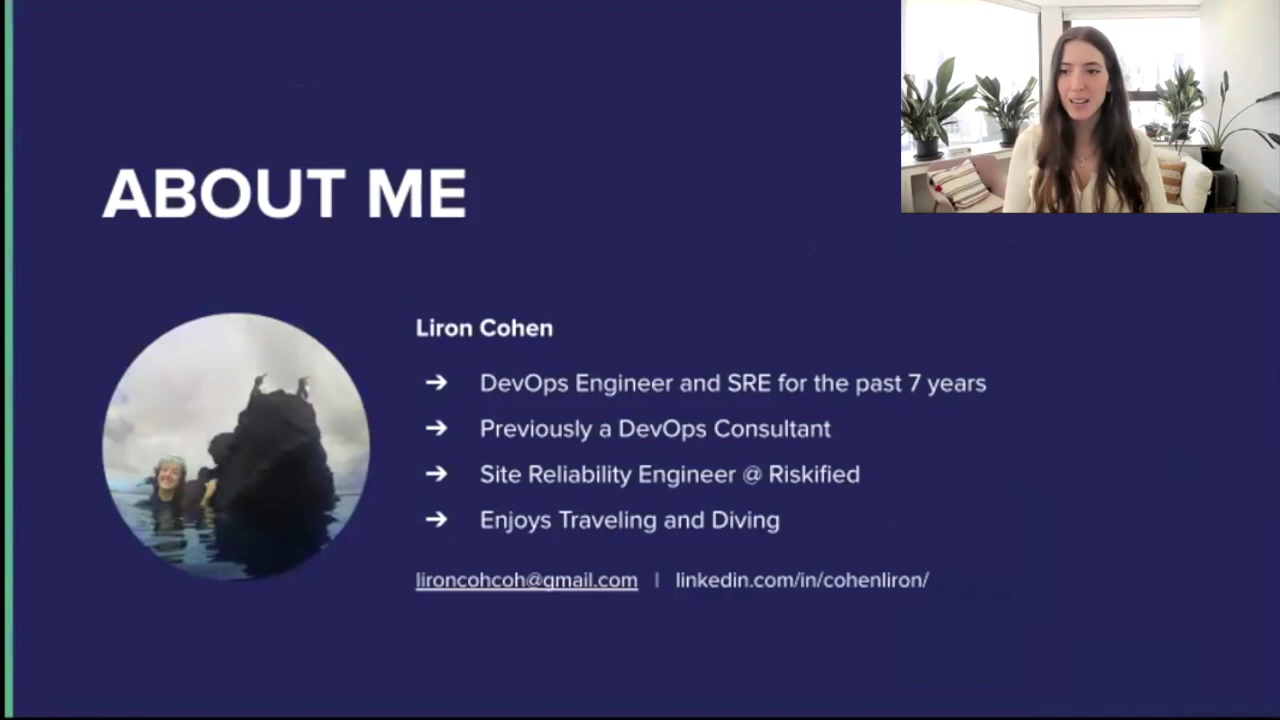 ABOUT ME
Liron Cohen
➔ DevOps Engineer and SRE for the past 7 years
➔ Previously a DevOps Consultant
➔ Site Reliability Engineer @ Riskified
➔ Enjoys Traveling and Diving
lironcohcoh@gmail.com | linkedin.com/in/cohenliron/